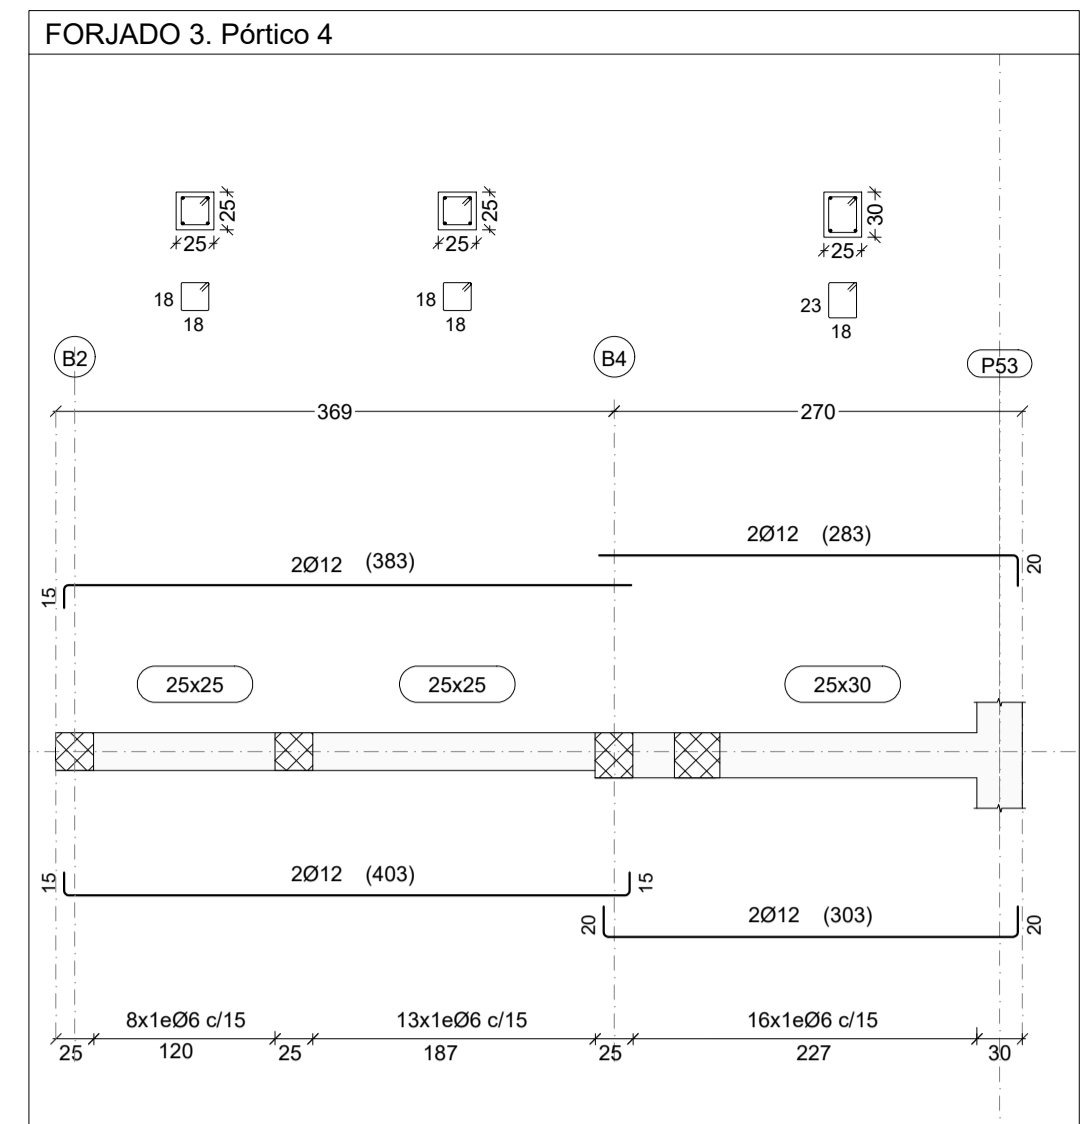 FORJADO 3. Pórtico 4
25 25 30
25 25 25
18 18 23
18 18 18
B2 B4 P53
369 270
2Ø12 (283)
2Ø12 (383)
20
15
25x25 25x25 25x30
2Ø12 (403)
15 15
2Ø12 (303)
20 20
8x1eØ6 c/15 13x1eØ6 c/15 16x1eØ6 c/15
25 120 25 187 25 227 30